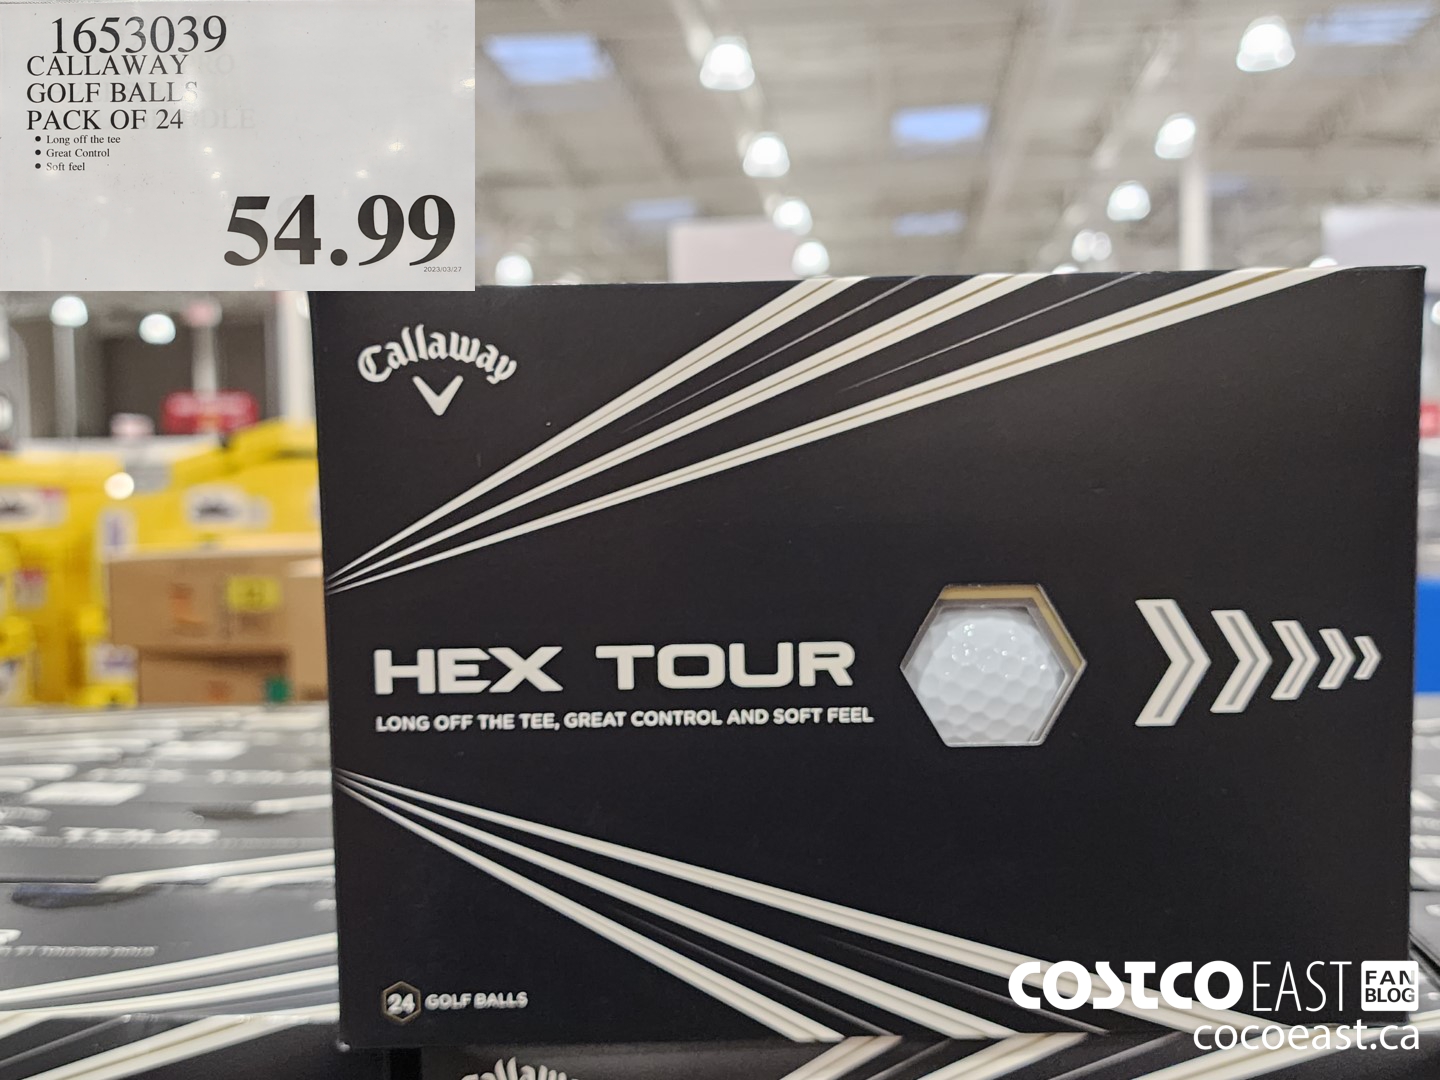 1653039
CALLAWAY
GOLF BALLS
PACK OF 24
• Long off the tee
• Great Control
• Soft feel
54.99
2023/03/27
Callaway
HEX TOUR
LONG OFF THE TEE, GREAT CONTROL AND SOFT FEEL
24 GOLF BALLS
X TOUR
Callaway
COSTCO EAST FAN BLOG
cocoeast.ca